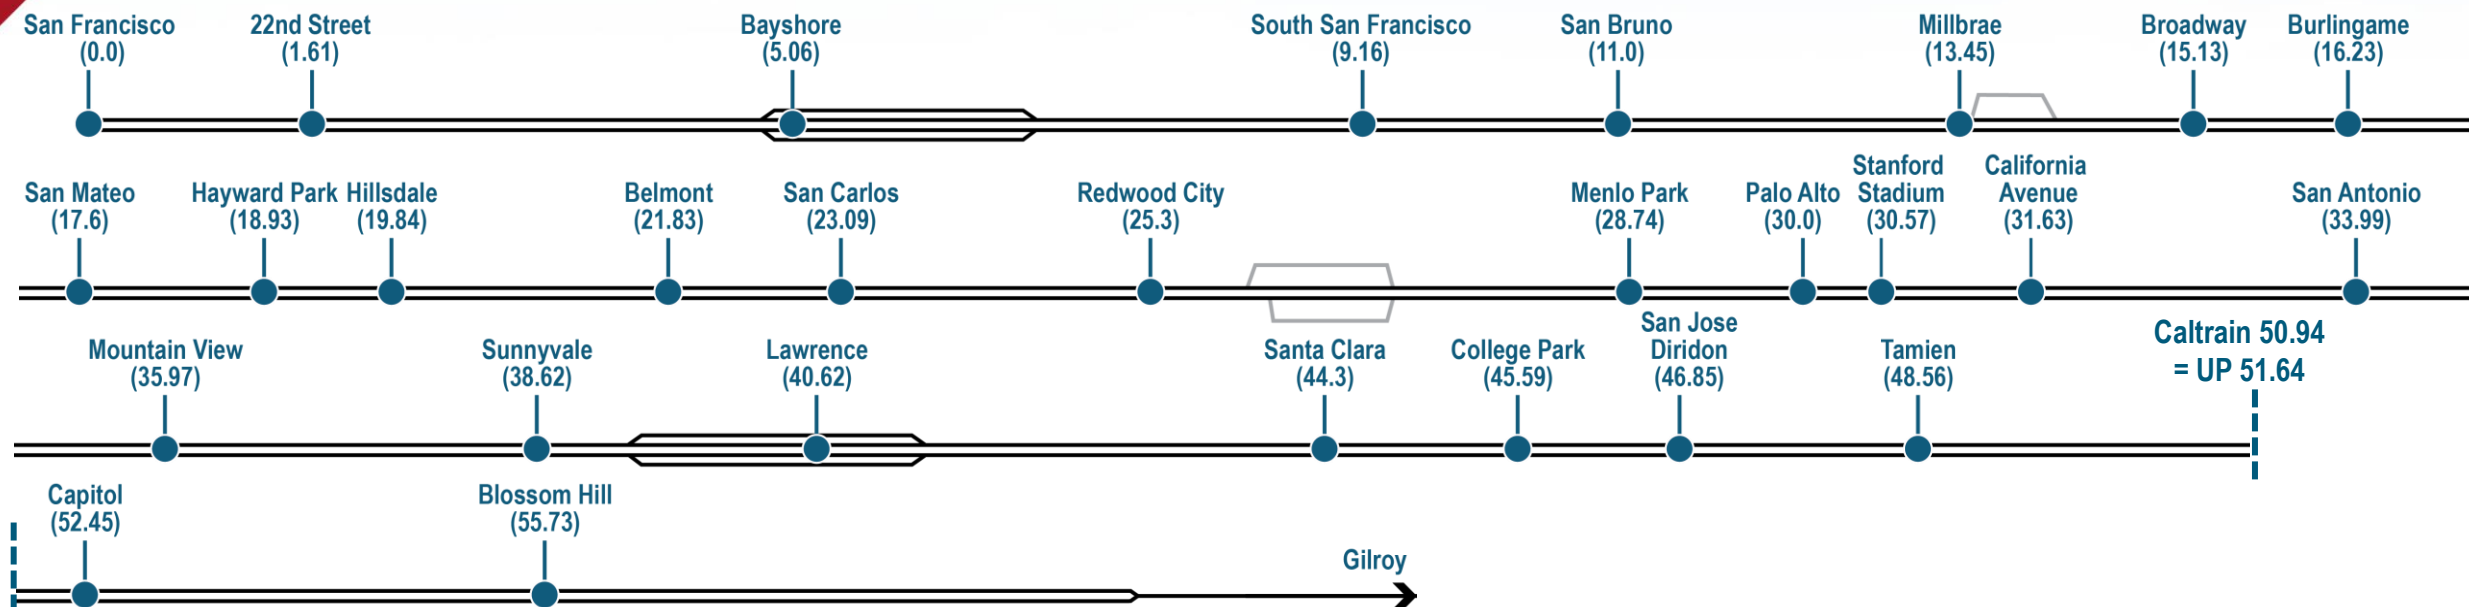 San Francisco
(0.0)
22nd Street
(1.61)
Bayshore
(5.06)
South San Francisco
(9.16)
San Bruno
(11.0)
Millbrae
(13.45)
Broadway
(15.13)
Burlingame
(16.23)
San Mateo
(17.6)
Hayward Park
(18.93)
Hillsdale
(19.84)
Belmont
(21.83)
San Carlos
(23.09)
Redwood City
(25.3)
Menlo Park
(28.74)
Palo Alto
(30.0)
Stanford
Stadium
(30.57)
California
Avenue
(31.63)
San Antonio
(33.99)
Mountain View
(35.97)
Sunnyvale
(38.62)
Lawrence
(40.62)
Santa Clara
(44.3)
College Park
(45.59)
San Jose
Diridon
(46.85)
Tamien
(48.56)
Caltrain 50.94
= UP 51.64
Capitol
(52.45)
Blossom Hill
(55.73)
Gilroy